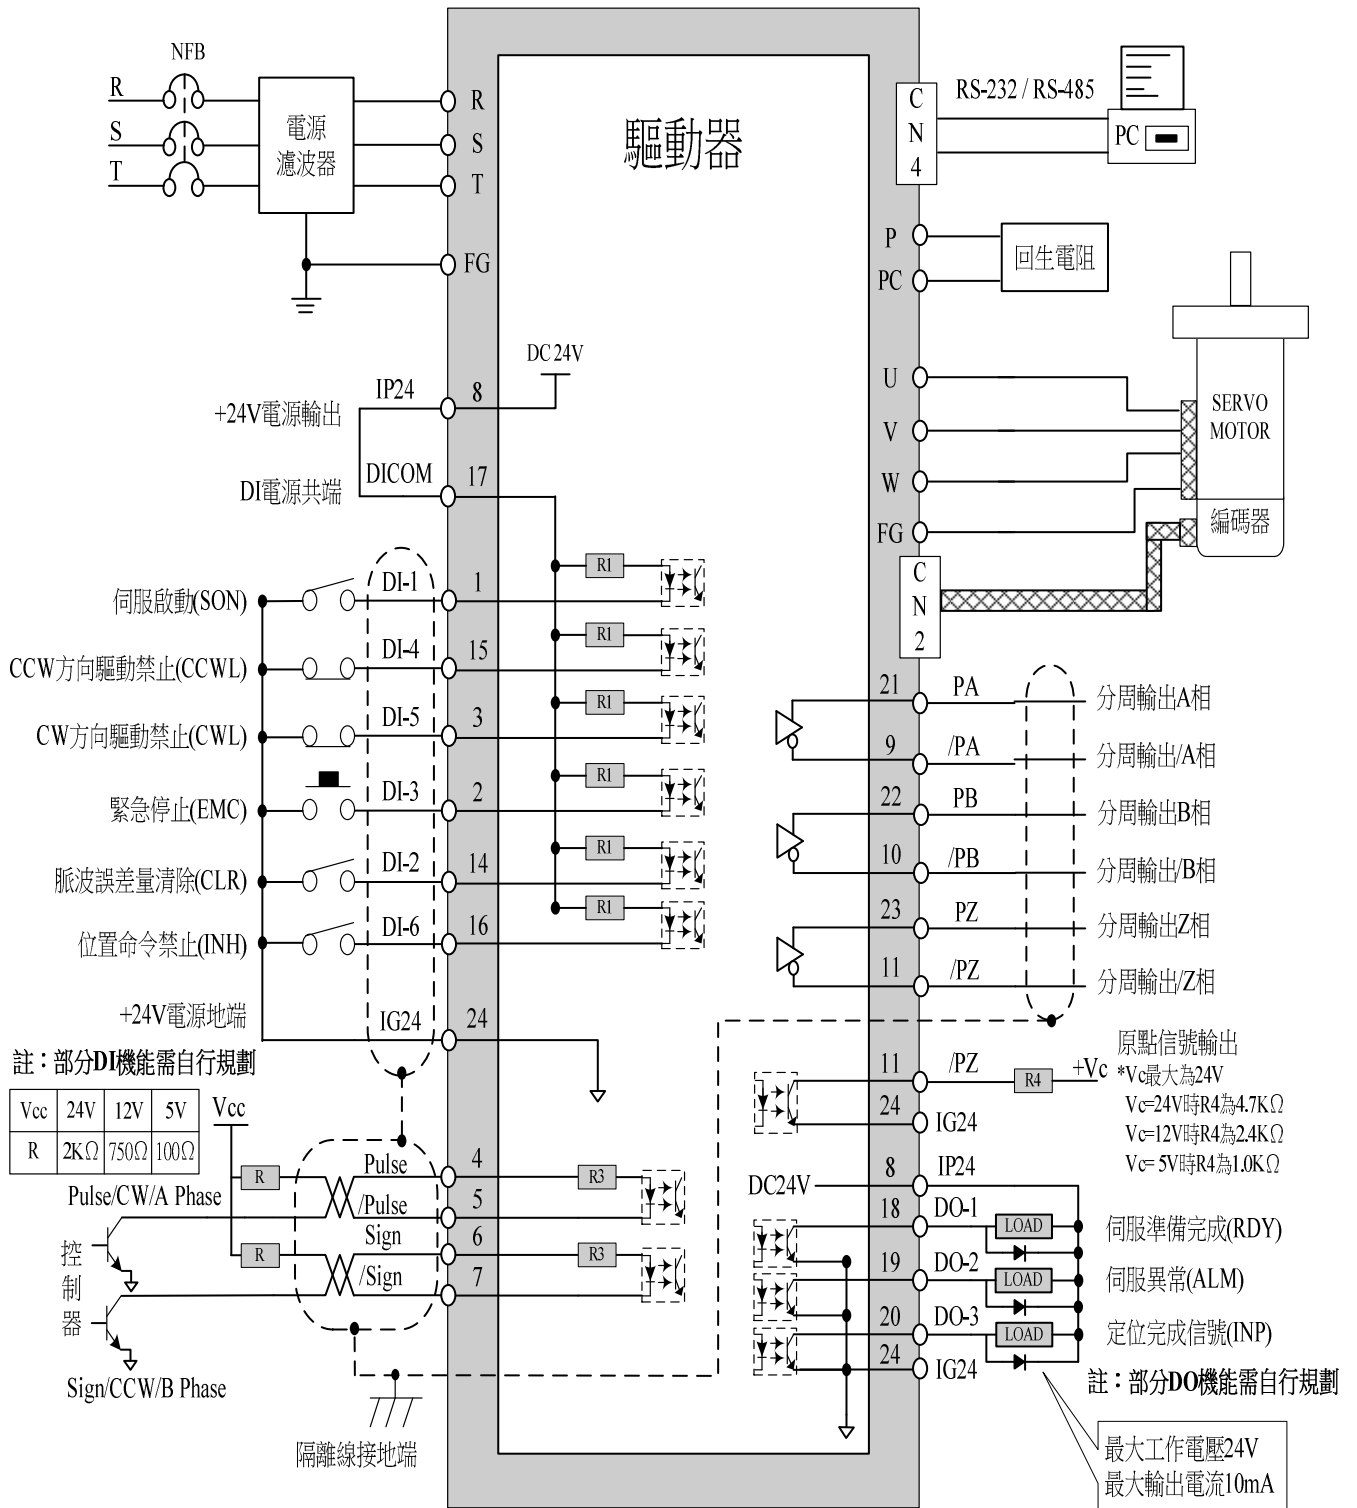 NFB
R
S
T
電源
濾波器
R
S
T
FG
驅動器
CN4
RS-232 / RS-485
PC
P
PC
回生電阻
DC 24V
IP24
8
+24V電源輸出
DICOM
17
DI電源共端
U
V
W
FG
SERVO
MOTOR
編碼器
CN2
伺服啟動(SON)
DI-1
1
R1
CCW方向驅動禁止(CCWL)
DI-4
15
R1
CW方向驅動禁止(CWL)
DI-5
3
R1
緊急停止(EMC)
DI-3
2
R1
脈波誤差量清除(CLR)
DI-2
14
R1
位置命令禁止(INH)
DI-6
16
R1
+24V電源地端
IG24
24
21
PA
分周輸出A相
9
/PA
分周輸出/A相
22
PB
分周輸出B相
10
/PB
分周輸出/B相
23
PZ
分周輸出Z相
11
/PZ
分周輸出/Z相
註：部分DI機能需自行規劃
Vcc 24V 12V 5V
R 2KΩ 750Ω 100Ω
Vcc
R
Pulse
4
R3
Pulse/CW/A Phase
/Pulse
5
Sign
6
R
R3
/Sign
7
控制器
Sign/CCW/B Phase
隔離線接地端
11
/PZ
R4
+Vc
原點信號輸出
*Vc最大為24V
Vc=24V時R4為4.7KΩ
Vc=12V時R4為2.4KΩ
Vc= 5V時R4為1.0KΩ
24
IG24
DC24V
8
IP24
18
DO-1
LOAD
伺服準備完成(RDY)
19
DO-2
LOAD
伺服異常(ALM)
20
DO-3
LOAD
定位完成信號(INP)
24
IG24
註：部分DO機能需自行規劃
最大工作電壓24V
最大輸出電流10mA